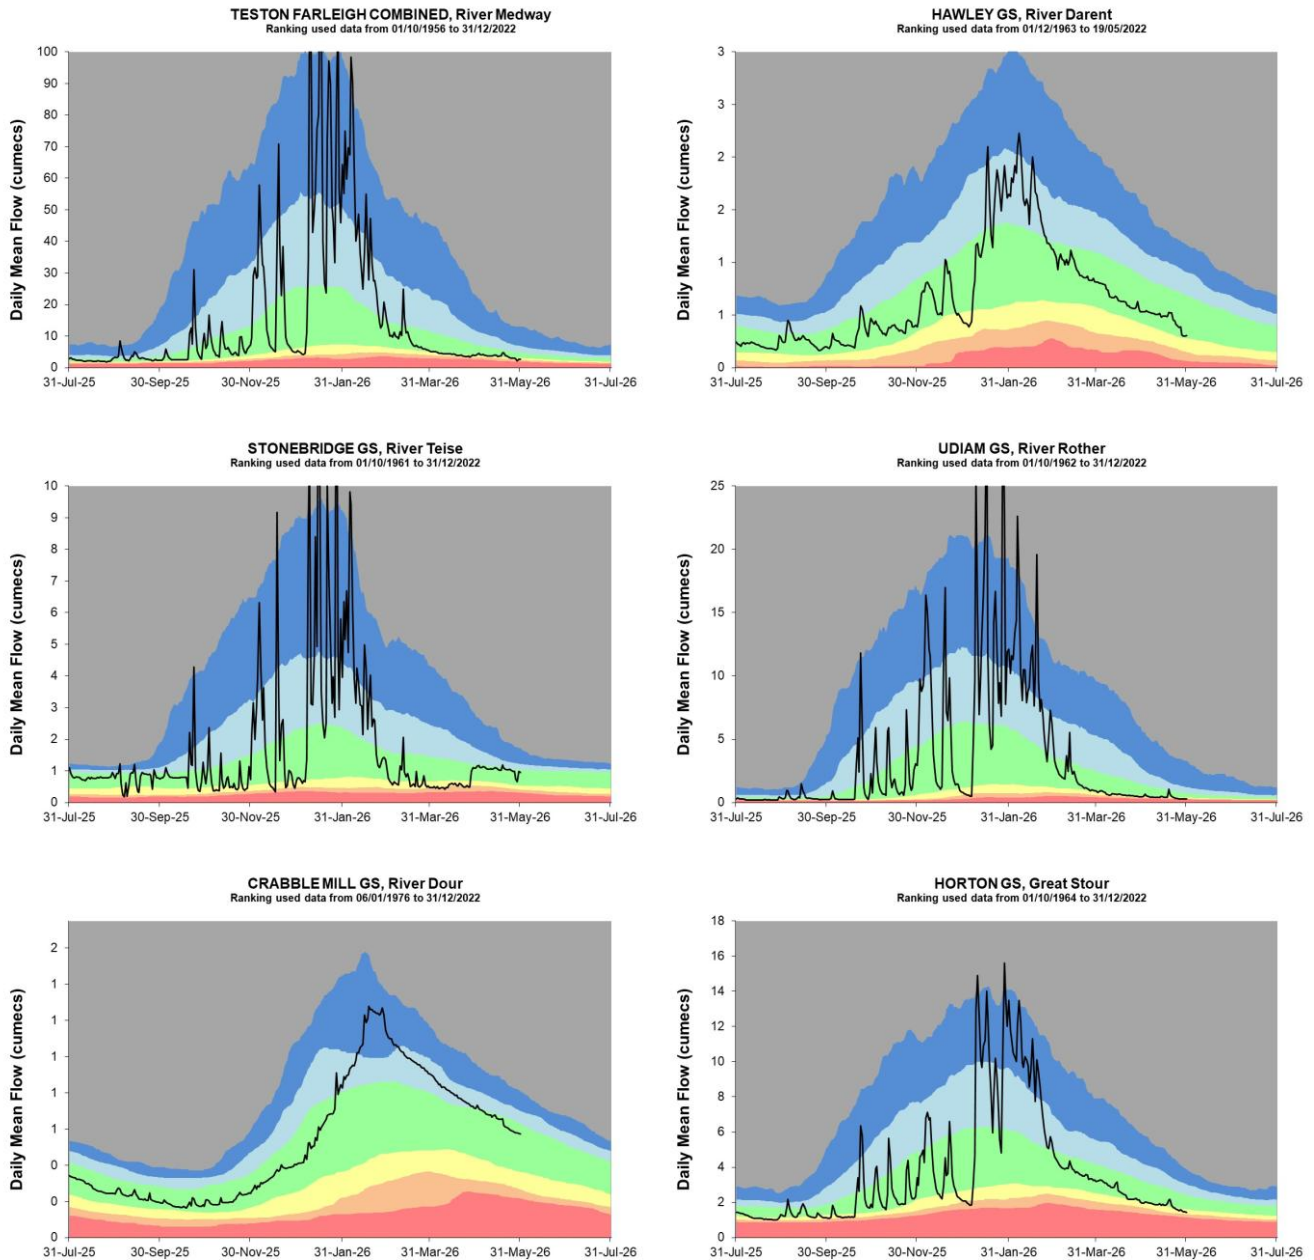 TESTON FARLEIGH COMBINED, River Medway
Ranking used data from 01/10/1956 to 31/12/2022
Daily Mean Flow (cumecs)
100
90
80
70
60
50
40
30
20
10
0
31-Jul-25 30-Sep-25 30-Nov-25 31-Jan-26 31-Mar-26 31-May-26 31-Jul-26
HAWLEY GS, River Darent
Ranking used data from 01/12/1963 to 19/05/2022
Daily Mean Flow (cumecs)
3
3
2
2
1
1
0
31-Jul-25 30-Sep-25 30-Nov-25 31-Jan-26 31-Mar-26 31-May-26 31-Jul-26
STONEBRIDGE GS, River Teise
Ranking used data from 01/10/1961 to 31/12/2022
Daily Mean Flow (cumecs)
10
9
8
7
6
5
4
3
2
1
0
31-Jul-25 30-Sep-25 30-Nov-25 31-Jan-26 31-Mar-26 31-May-26 31-Jul-26
UDIAM GS, River Rother
Ranking used data from 01/10/1962 to 31/12/2022
Daily Mean Flow (cumecs)
25
20
15
10
5
0
31-Jul-25 30-Sep-25 30-Nov-25 31-Jan-26 31-Mar-26 31-May-26 31-Jul-26
CRABBLE MILL GS, River Dour
Ranking used data from 06/01/1976 to 31/12/2022
Daily Mean Flow (cumecs)
2
1
1
1
1
1
0
0
0
31-Jul-25 30-Sep-25 30-Nov-25 31-Jan-26 31-Mar-26 31-May-26 31-Jul-26
HORTON GS, Great Stour
Ranking used data from 01/10/1964 to 31/12/2022
Daily Mean Flow (cumecs)
18
16
14
12
10
8
6
4
2
0
31-Jul-25 30-Sep-25 30-Nov-25 31-Jan-26 31-Mar-26 31-May-26 31-Jul-26